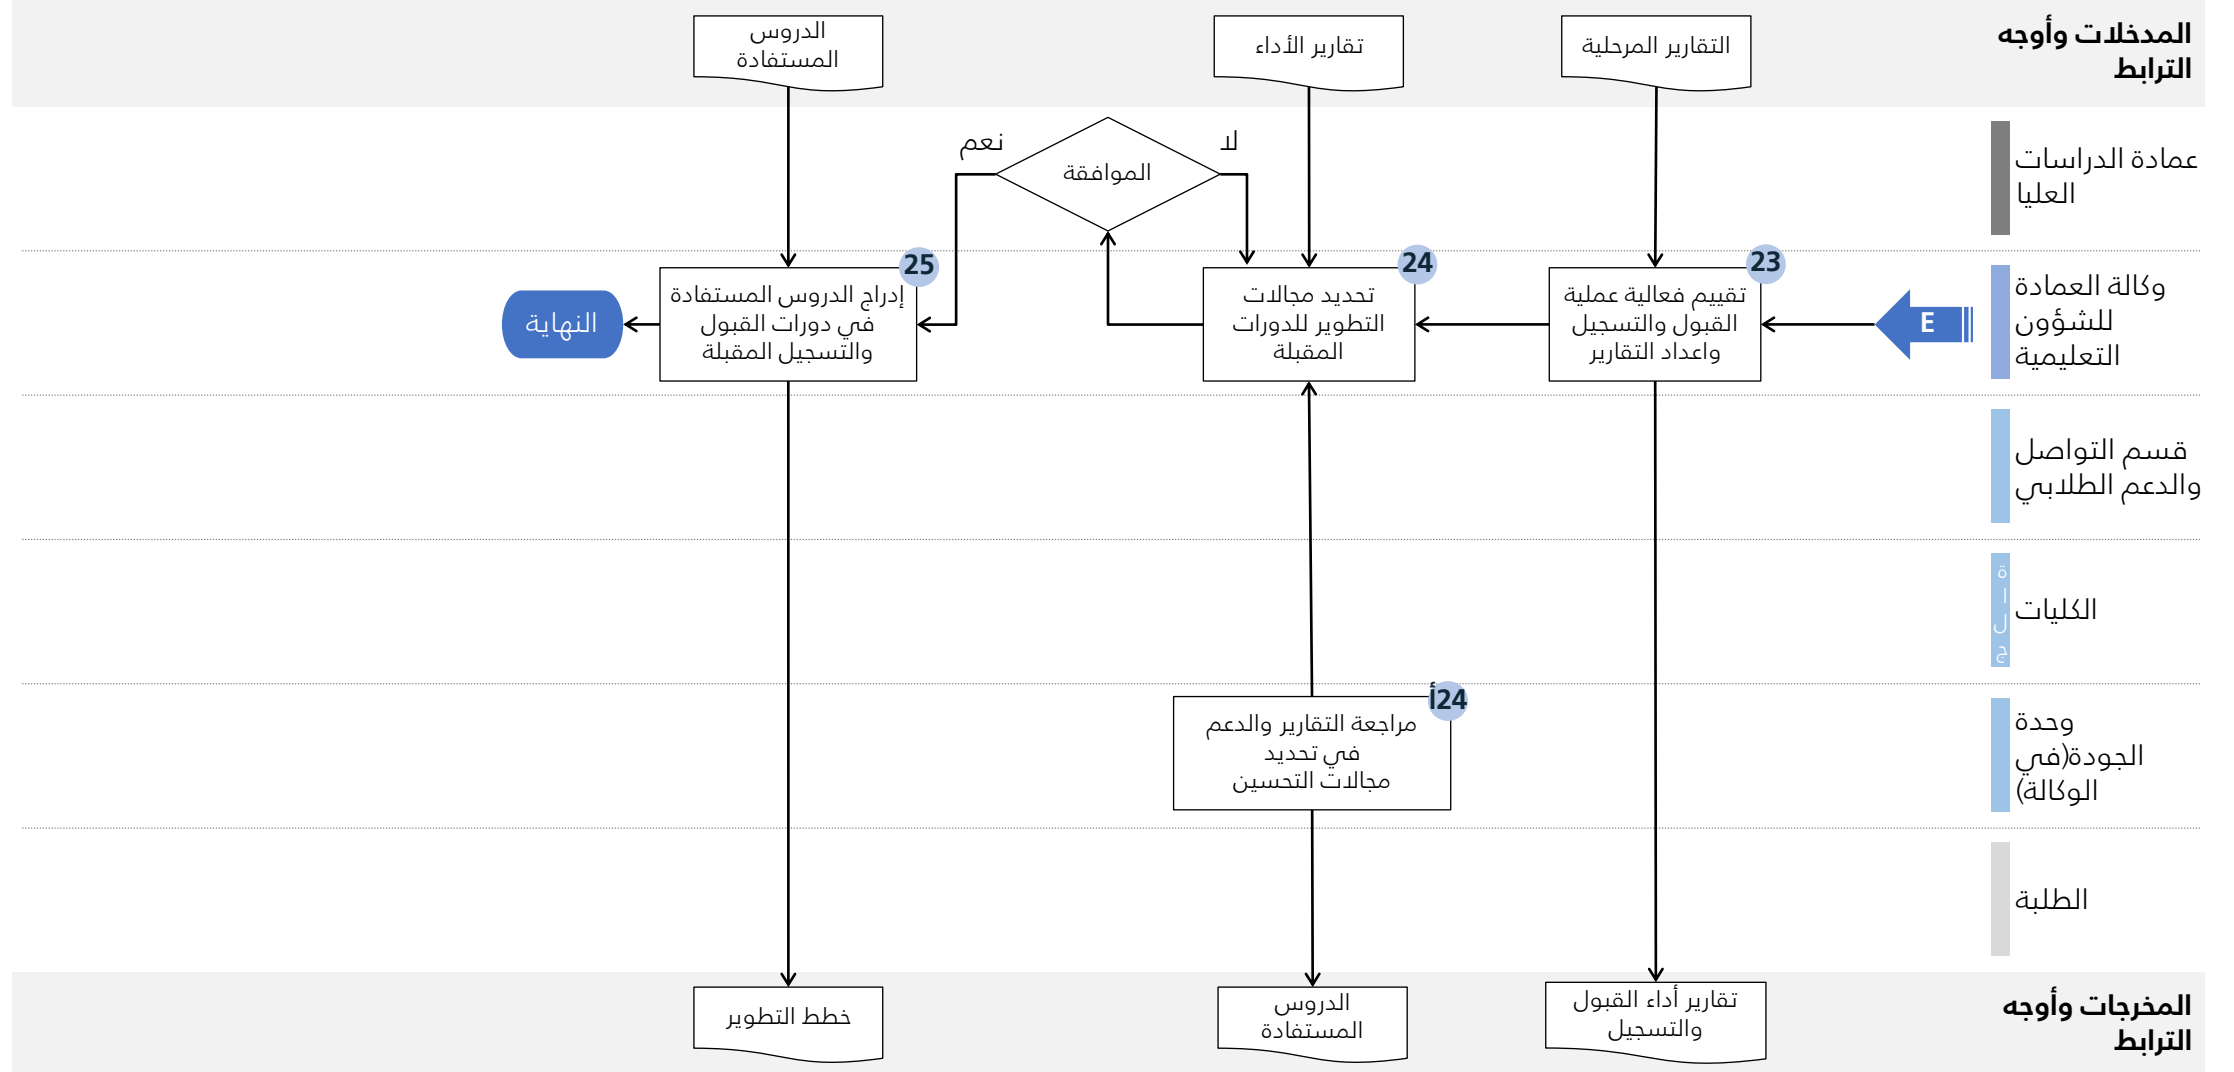 المدخلات وأوجه
الترابط
التقارير المرحلية
تقارير الأداء
الدروس
المستفادة
عمادة الدراسات
العليا
لا
الموافقة
نعم
وكالة العمادة
للشؤون
التعليمية
E
23
تقييم فعالية عملية
القبول والتسجيل
واعداد التقارير
24
تحديد مجالات
التطوير للدورات
المقبلة
25
إدراج الدروس المستفادة
في دورات القبول
والتسجيل المقبلة
النهاية
قسم التواصل
والدعم الطلابي
الكليات
ة
ا
ل
ج
وحدة
الجودة(في
الوكالة)
24أ
مراجعة التقارير والدعم
في تحديد
مجالات التحسين
الطلبة
المخرجات وأوجه
الترابط
تقارير أداء القبول
والتسجيل
الدروس
المستفادة
خطط التطوير